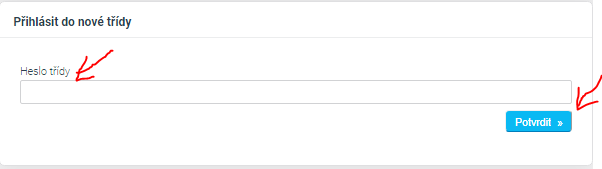 Přihlásit do nové třídy
Heslo třídy
Potvrdit »